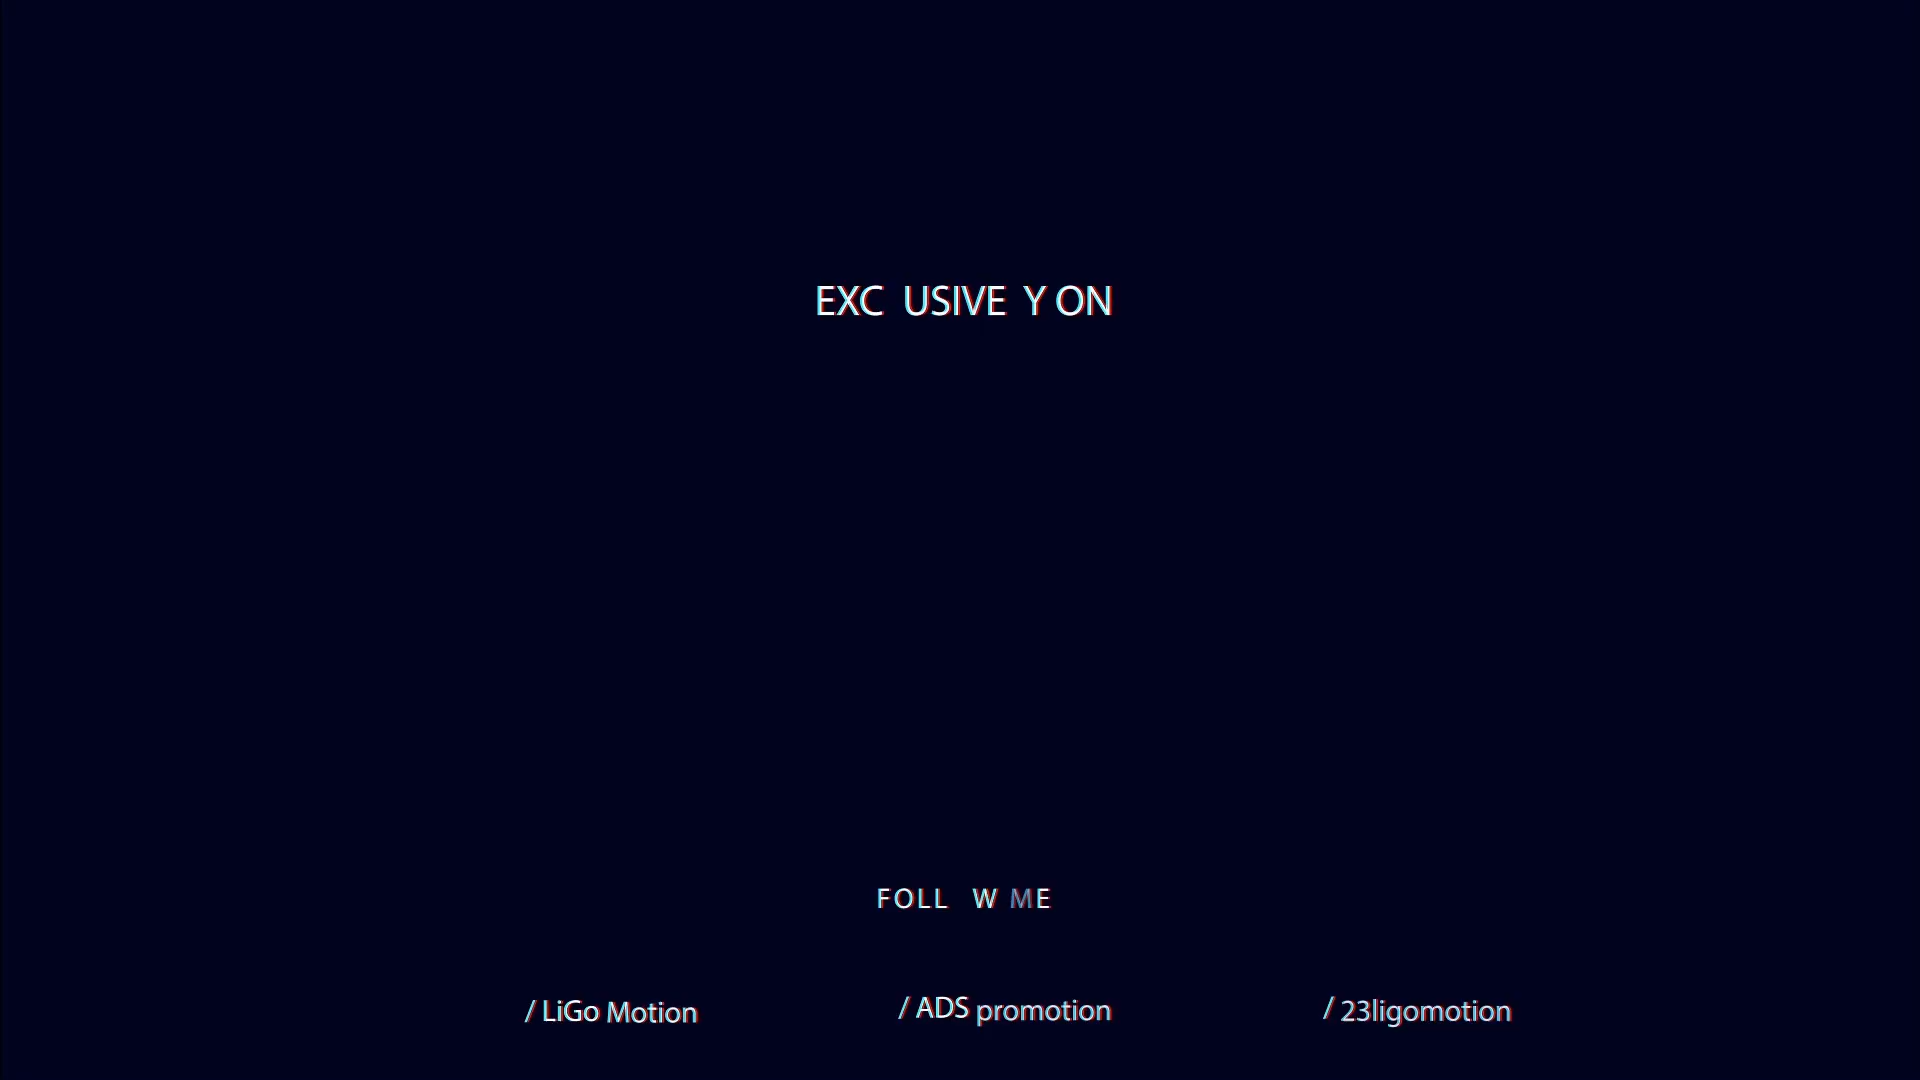 EXC USIVE Y ON
FOLL W ME
/ LiGo Motion / ADS promotion / 23ligomotion